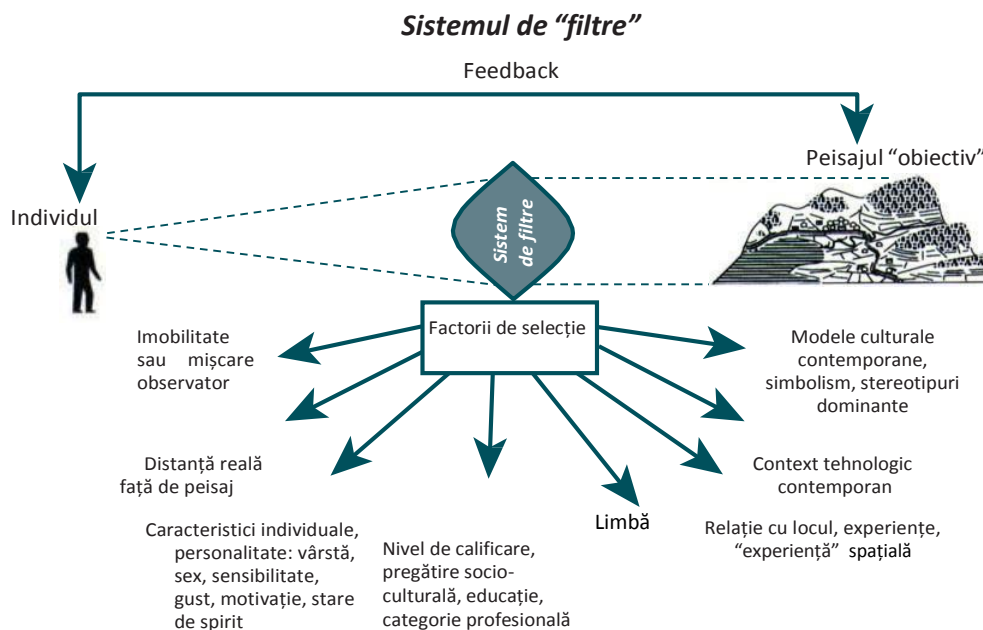 Sistemul de “filtre”
Feedback
Peisajul “obiectiv”
Individul
Sistem
de filtre
Factorii de selecție
Imobilitate
sau mișcare
observator
Modele culturale
contemporane,
simbolism, stereotipuri
dominante
Distanță reală
față de peisaj
Context tehnologic
contemporan
Caracteristici individuale,
personalitate: vârstă,
sex, sensibilitate,
gust, motivație, stare
de spirit
Nivel de calificare,
pregătire socio-
culturală, educație,
categorie profesională
Limbă
Relație cu locul, experiențe,
“experiență” spațială